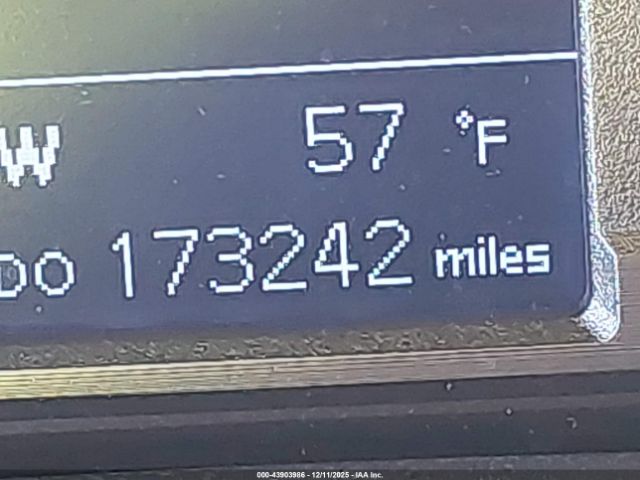 W 57 °F
DO 173242 miles
000-43903986 - 12/11/2025 - IAA Inc.